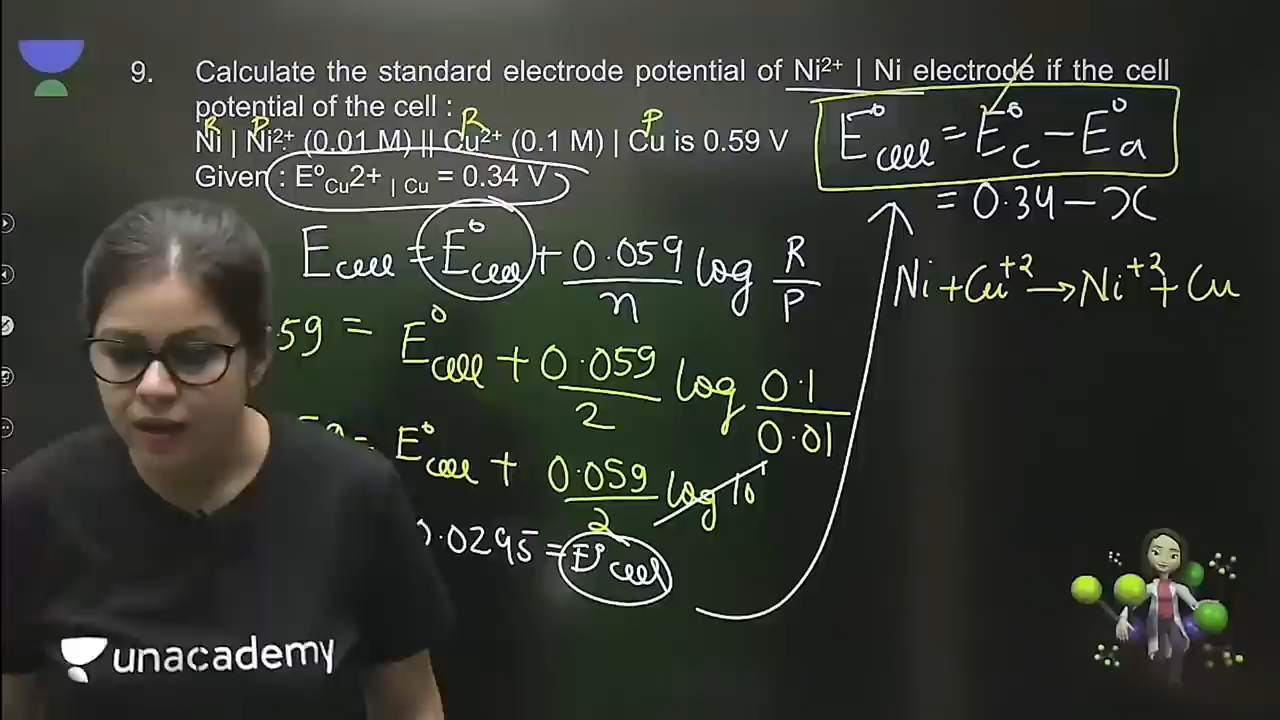 9. Calculate the standard electrode potential of Ni²⁺ | Ni electrode if the cell
potential of the cell :
R P R P
Ni | Ni²⁺ (0.01 M) || Cu²⁺ (0.1 M) | Cu is 0.59 V
Given : E°Cu2+ | Cu = 0.34 V
E°cell = E°c − E°a
= 0.34 − x
Ni + Cu⁺² → Ni⁺² + Cu
Ecell = E°cell + 0.059/n log R/P
59 = E°cell + 0.059/2 log 0.1/0.01
= E°cell + 0.059/2 log 10¹
.0295 = E°cell
unacademy